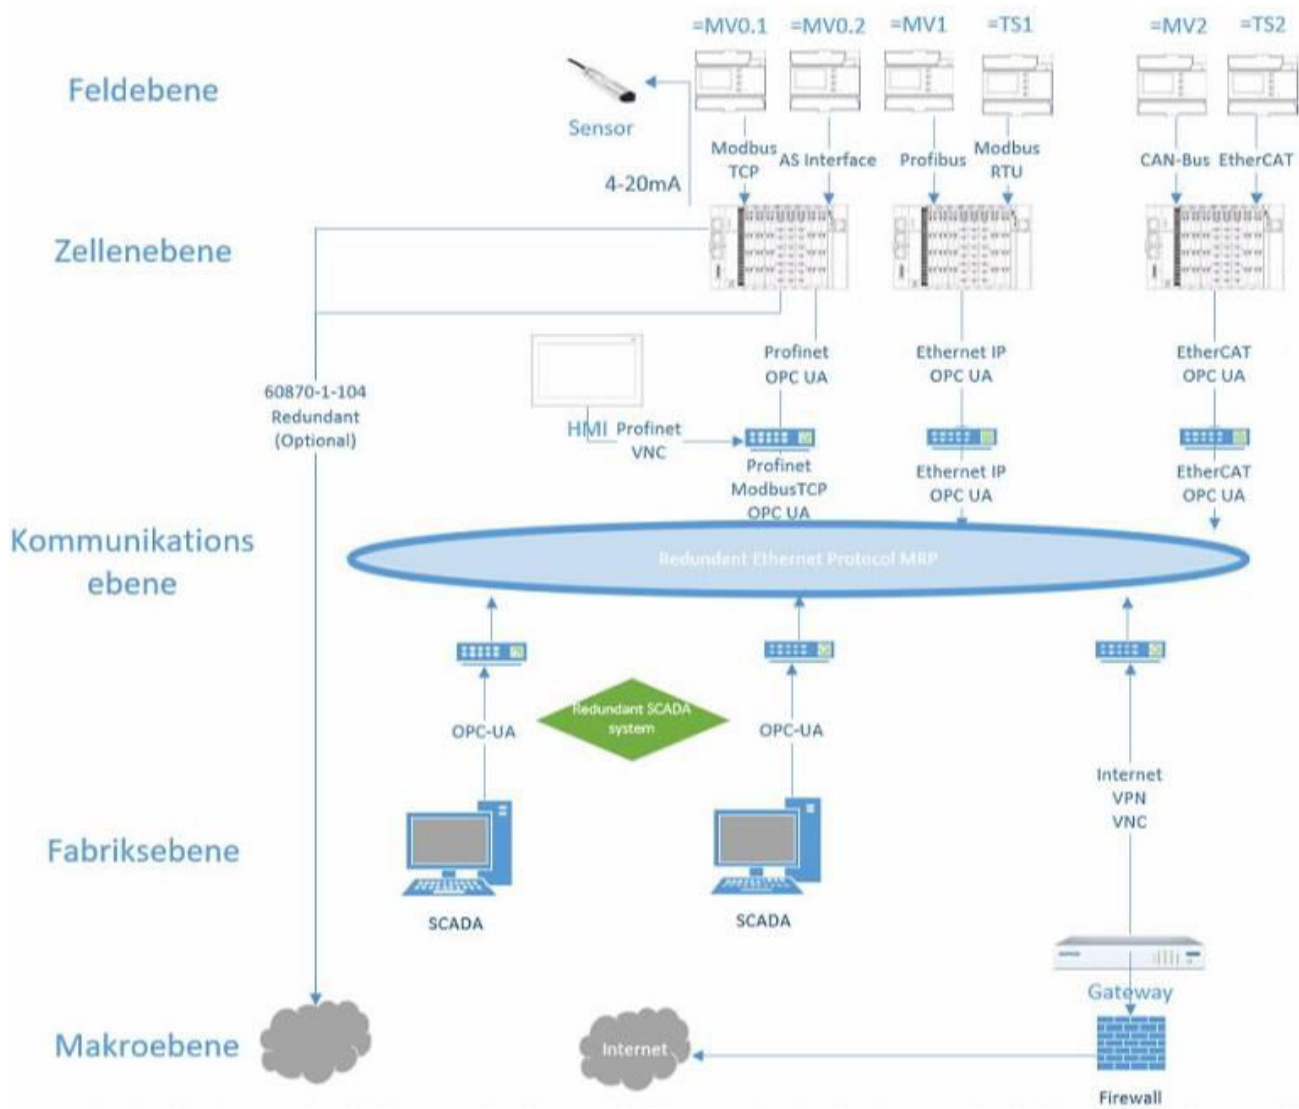 =MV0.1
=MV0.2
=MV1
=TS1
=MV2
=TS2
Feldebene
Sensor
Modbus
TCP
AS Interface
Profibus
Modbus
RTU
CAN-Bus
EtherCAT
4-20mA
Zellenebene
Profinet
OPC UA
Ethernet IP
OPC UA
EtherCAT
OPC UA
60870-1-104
Redundant
(Optional)
HMI
Profinet
VNC
Profinet
ModbusTCP
OPC UA
Ethernet IP
OPC UA
EtherCAT
OPC UA
Kommunikations
ebene
Redundent Ethernet Protocol MRP
Redundant SCADA
system
OPC-UA
OPC-UA
Internet
VPN
VNC
Fabriksebene
SCADA
SCADA
Gateway
Makroebene
Internet
Firewall